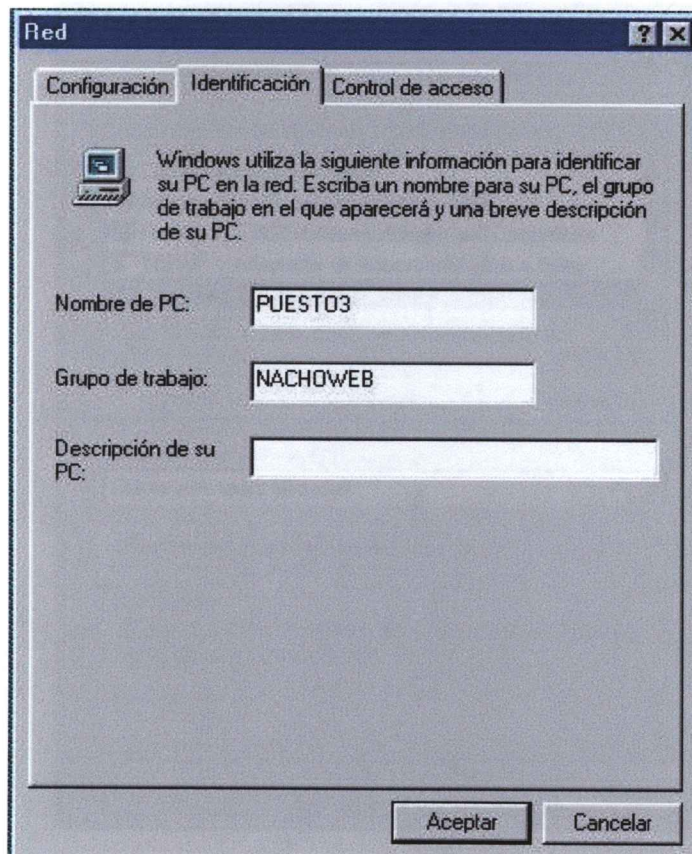 Red
Configuración Identificación Control de acceso
Windows utiliza la siguiente información para identificar
su PC en la red. Escriba un nombre para su PC, el grupo
de trabajo en el que aparecerá y una breve descripción
de su PC.
Nombre de PC: PUESTO3
Grupo de trabajo: NACHOWEB
Descripción de su
PC:
Aceptar Cancelar